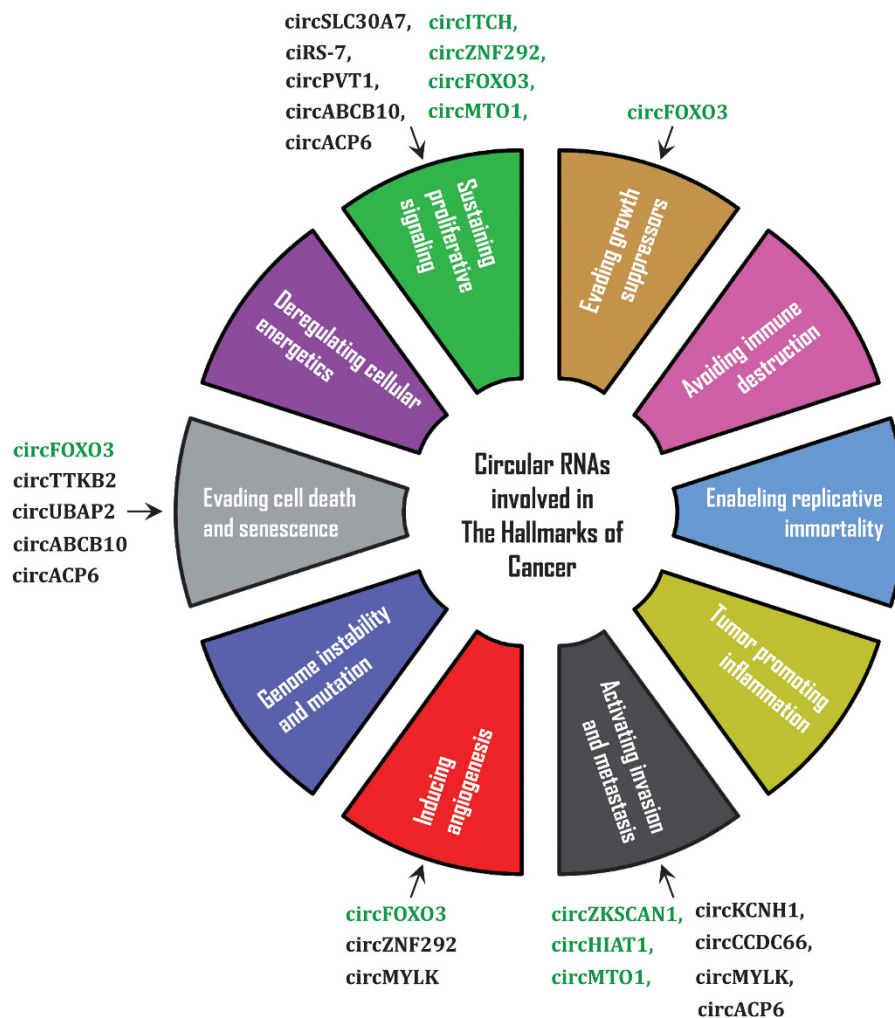 circSLC30A7,
ciRS-7,
circPVT1,
circABCB10,
circACP6
circITCH,
circZNF292,
circFOXO3,
circMTO1,
circFOXO3
Sustaining
proliferative
signaling
Evading growth
suppressors
Deregulating cellular
energetics
Avoiding immune
destruction
circFOXO3
circTTKB2
circUBAP2
circABCB10
circACP6
Evading cell death
and senescence
Circular RNAs
involved in
The Hallmarks of
Cancer
Enabeling replicative
immortality
Genome instability
and mutation
Tumor promoting
inflammation
Inducing
angiogenesis
Activating invasion
and metastasis
circFOXO3
circZNF292
circMYLK
circZKSCAN1,
circHIAT1,
circMTO1,
circKCNH1,
circCCDC66,
circMYLK,
circACP6